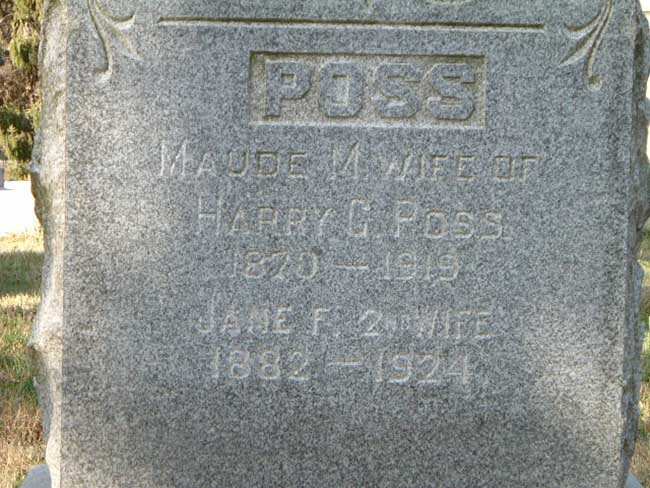 POSS
MAUDE M. WIFE OF
HARRY G. POSS
1870 — 1919
JANE F. 2ND WIFE
1882 — 1924